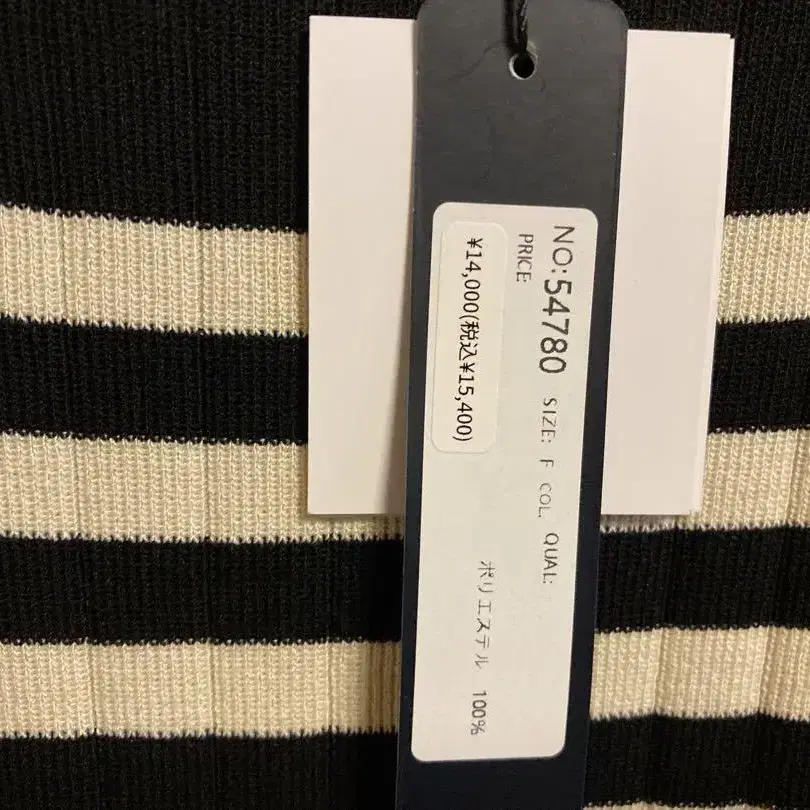 NO: 54780
SIZE: F COL. QUAL:
PRICE:
¥14,000(税込¥15,400)
ポリエステル 100%